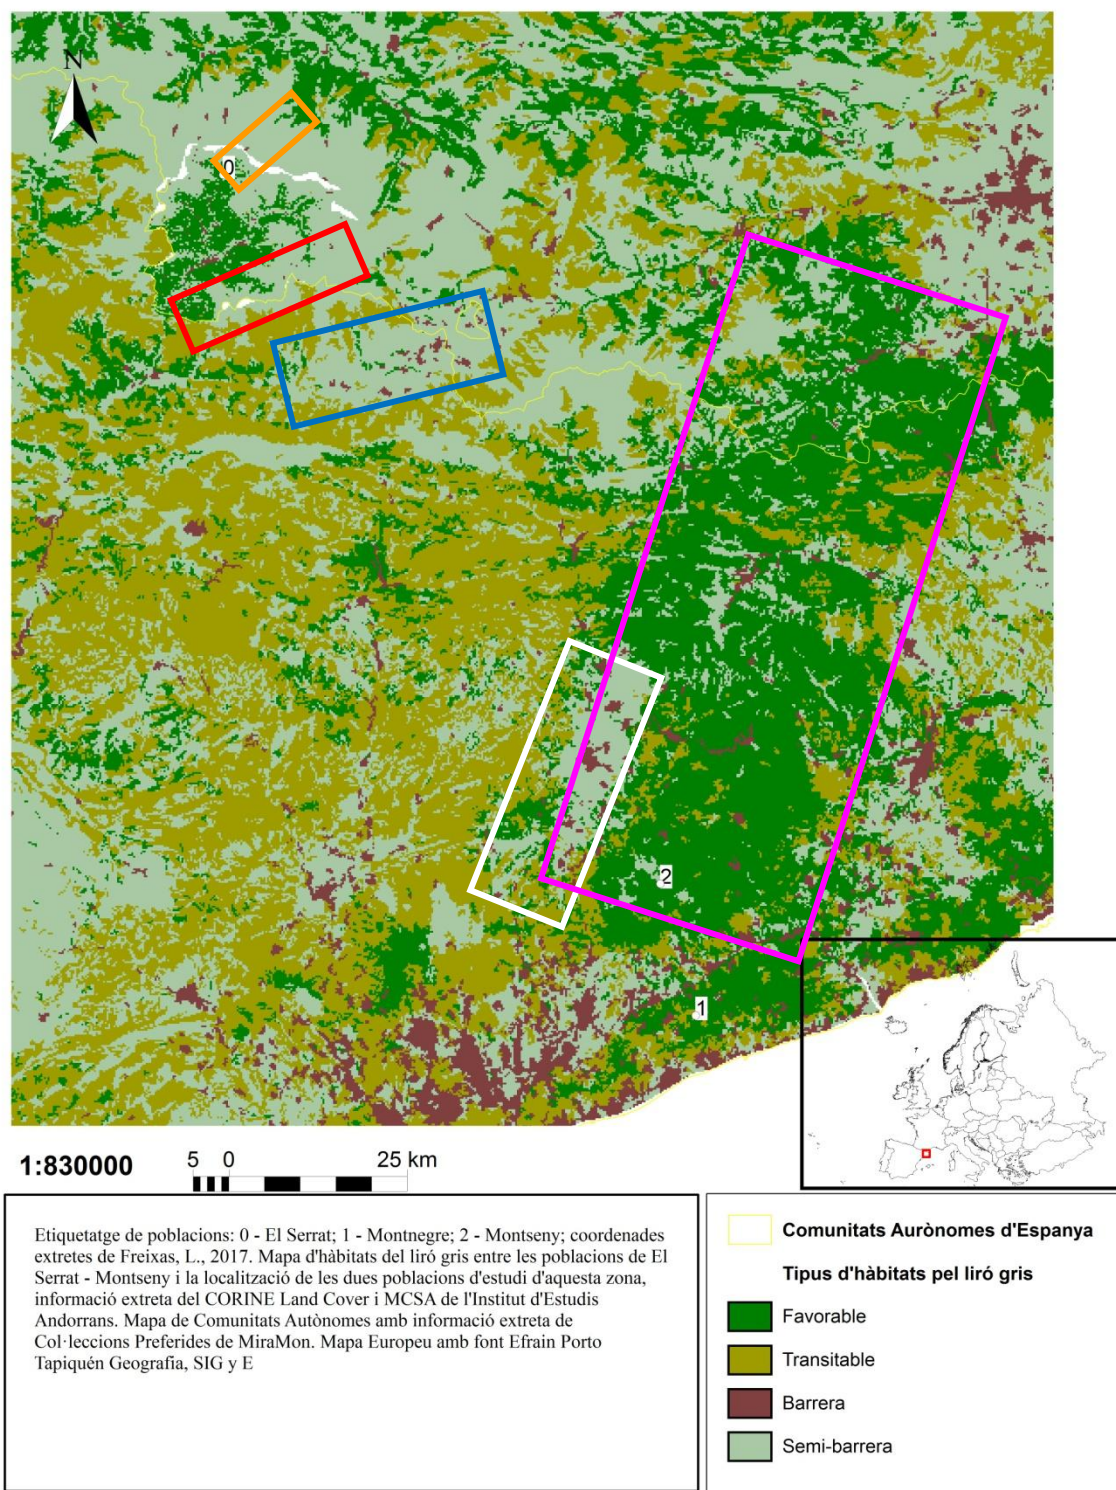 N
0
2
1
1:830000
5 0 25 km
Etiquetatge de poblacions: 0 - El Serrat; 1 - Montnegre; 2 - Montseny; coordenades
extretes de Freixas, L., 2017. Mapa d'hàbitats del liró gris entre les poblacions de El
Serrat - Montseny i la localització de les dues poblacions d'estudi d'aquesta zona,
informació extreta del CORINE Land Cover i MCSA de l'Institut d'Estudis
Andorrans. Mapa de Comunitats Autònomes amb informació extreta de
Col·leccions Preferides de MiraMon. Mapa Europeu amb font Efrain Porto
Tapiquén Geografia, SIG y E
Comunitats Aurònomes d'Espanya
Tipus d'hàbitats pel liró gris
Favorable
Transitable
Barrera
Semi-barrera